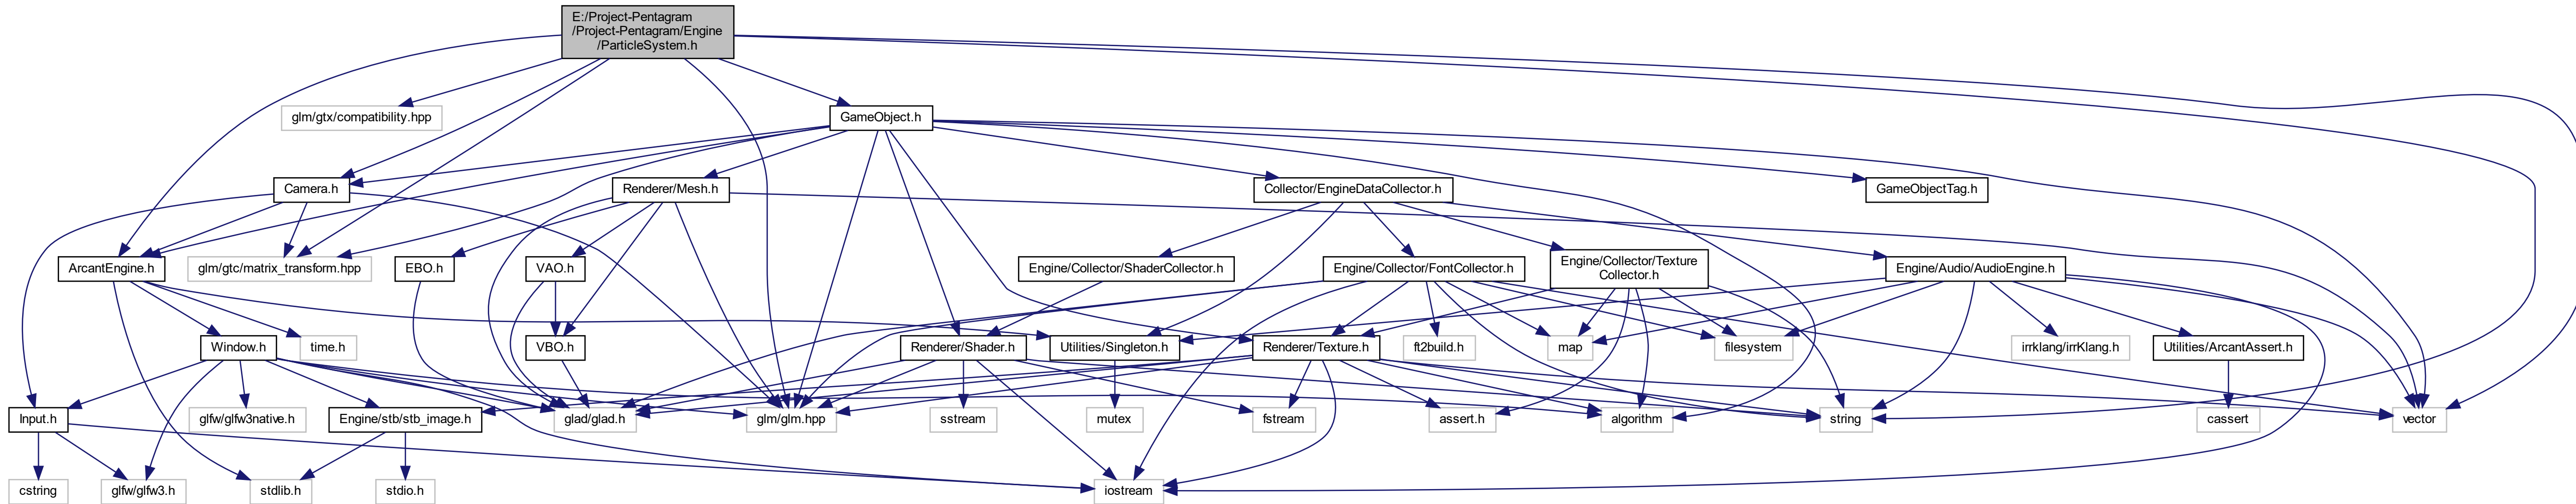 E:/Project-Pentagram
/Project-Pentagram/Engine
/ParticleSystem.h
glm/gtx/compatibility.hpp
GameObject.h
Camera.h
Renderer/Mesh.h
Collector/EngineDataCollector.h
GameObjectTag.h
ArcantEngine.h
glm/gtc/matrix_transform.hpp
EBO.h
VAO.h
Engine/Collector/ShaderCollector.h
Engine/Collector/FontCollector.h
Engine/Collector/Texture
Collector.h
Engine/Audio/AudioEngine.h
Window.h
time.h
VBO.h
Renderer/Shader.h
Utilities/Singleton.h
Renderer/Texture.h
ft2build.h
map
filesystem
irrklang/irrKlang.h
Utilities/ArcantAssert.h
Input.h
glfw/glfw3native.h
Engine/stb/stb_image.h
glad/glad.h
glm/glm.hpp
sstream
mutex
fstream
assert.h
algorithm
string
cassert
vector
cstring
glfw/glfw3.h
stdlib.h
stdio.h
iostream